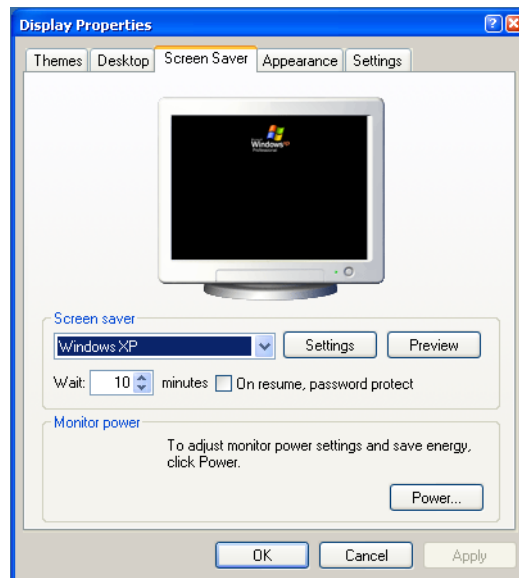 Display Properties
Themes Desktop Screen Saver Appearance Settings
Windows XP
Professional
Screen saver
Windows XP Settings Preview
Wait: 10 minutes On resume, password protect
Monitor power
To adjust monitor power settings and save energy,
click Power.
Power...
OK Cancel Apply